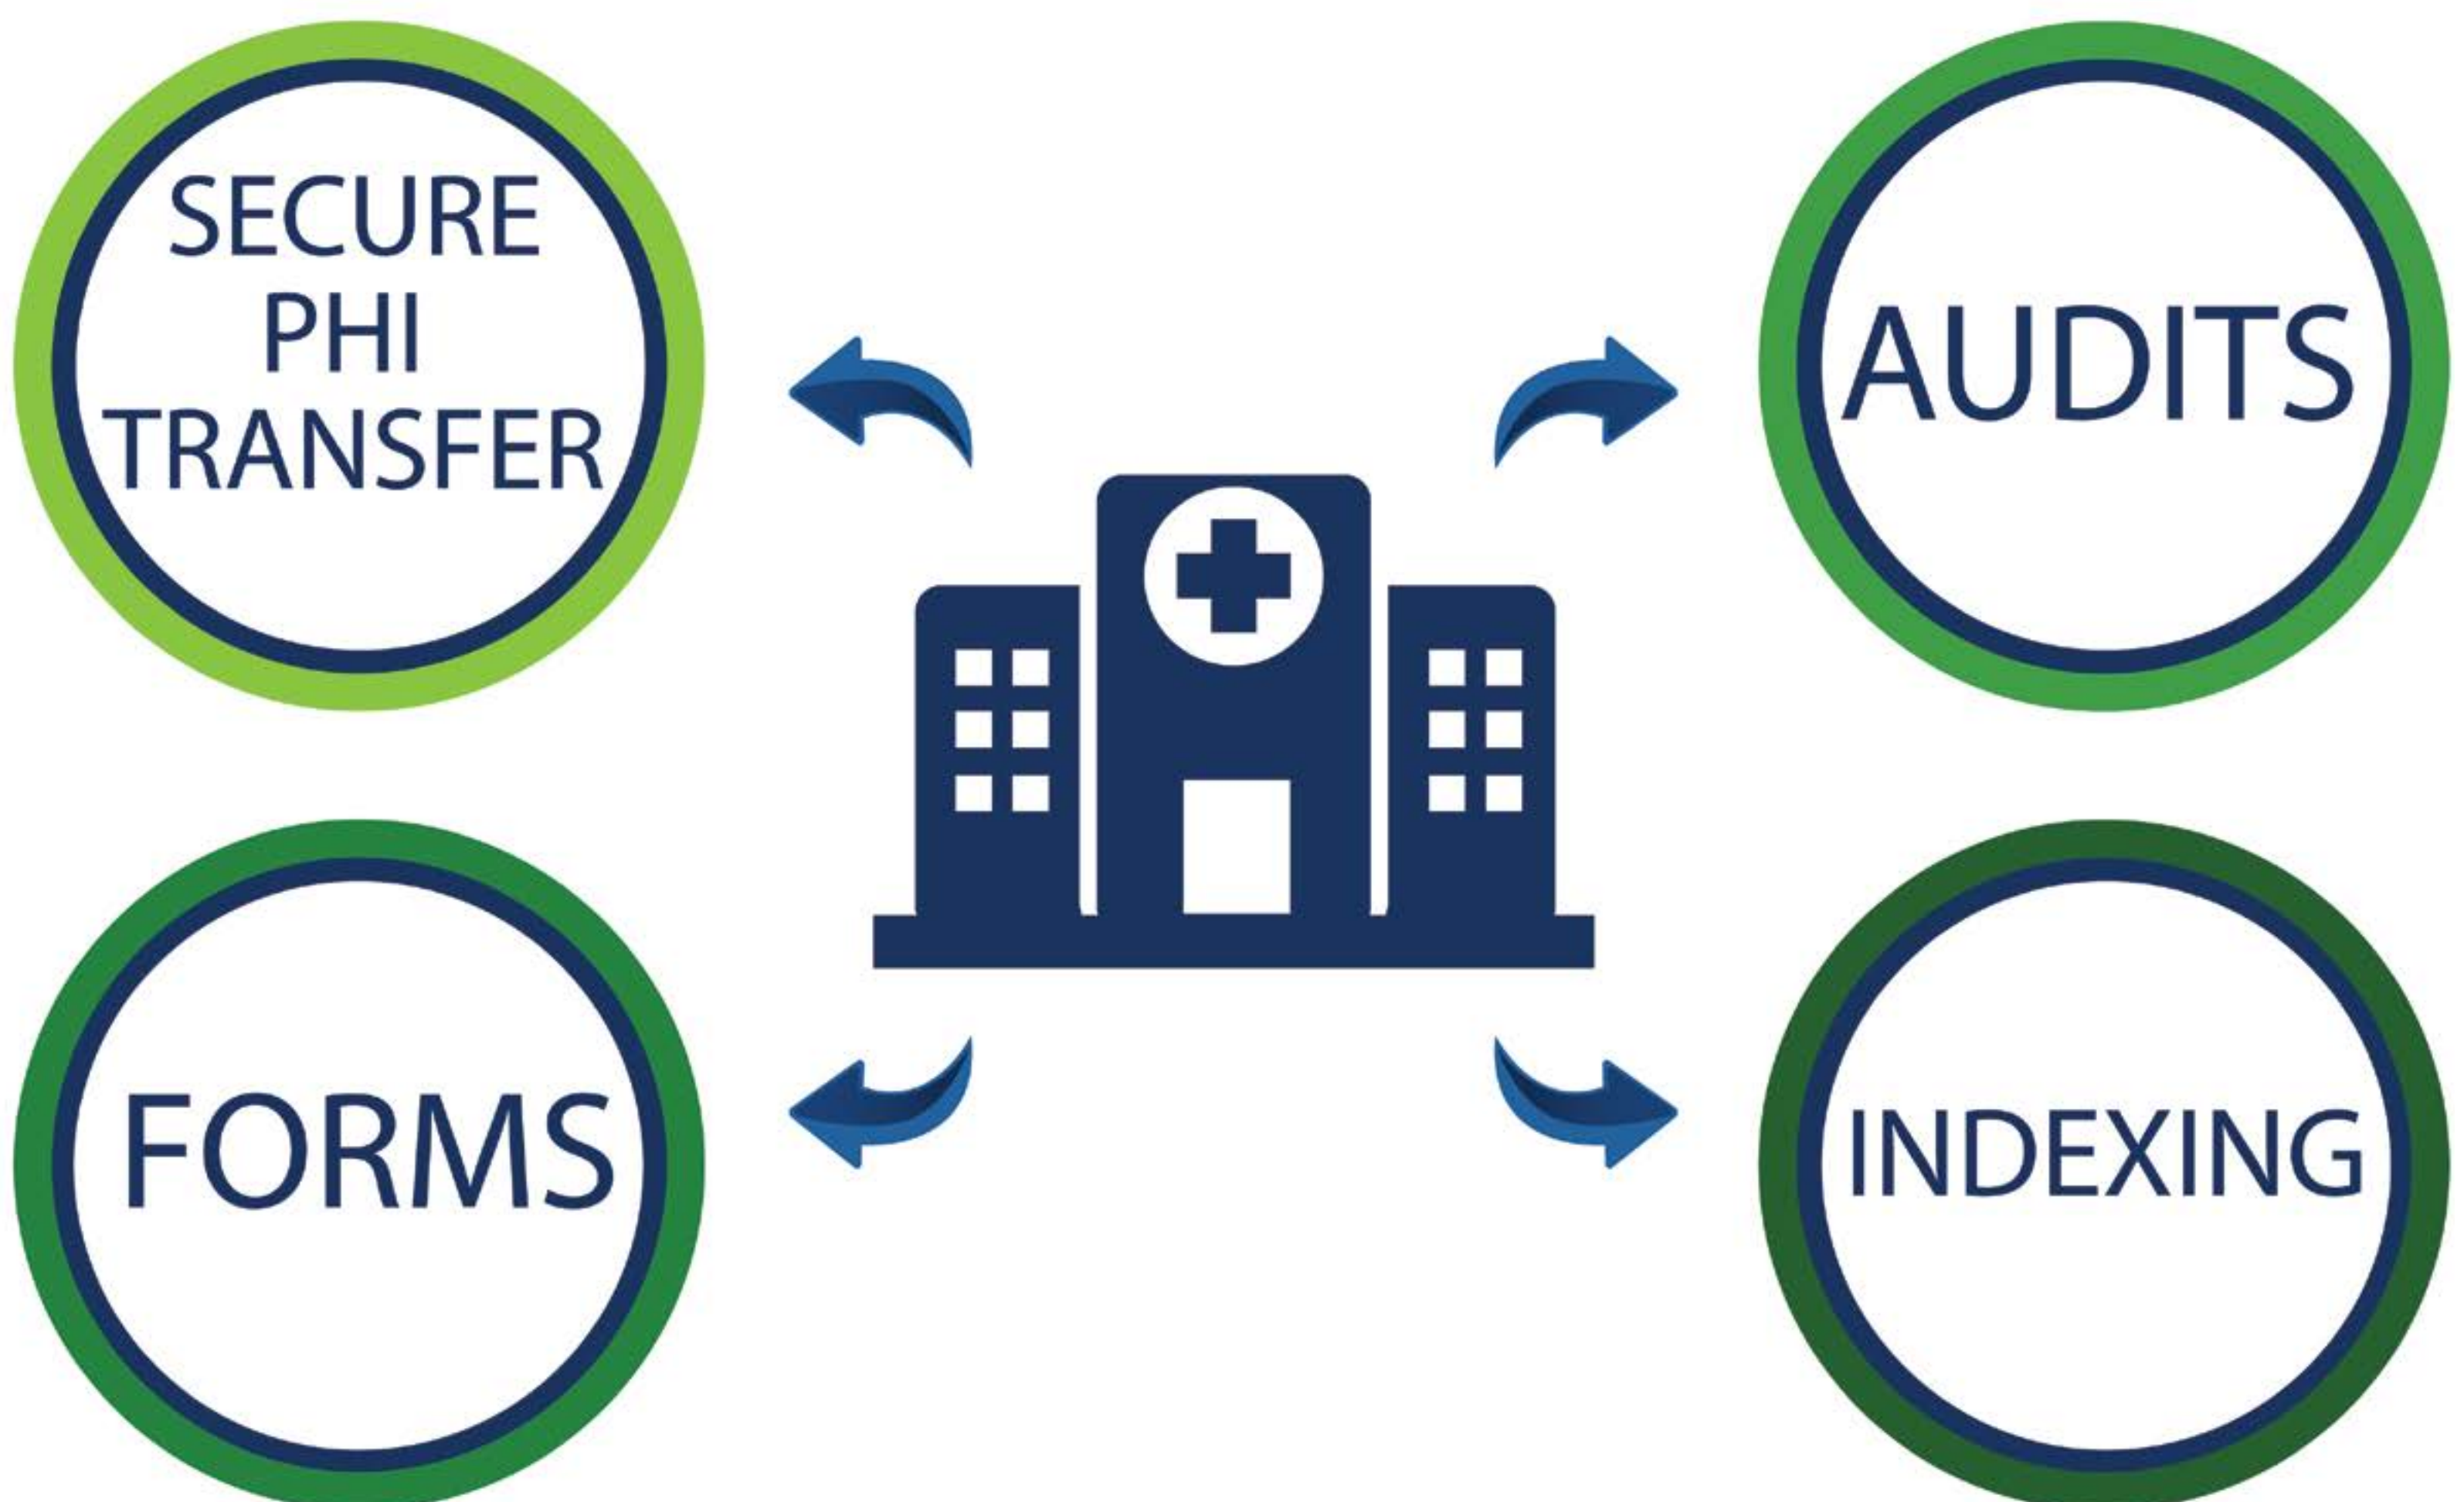 SECURE
PHI
TRANSFER
AUDITS
FORMS
INDEXING